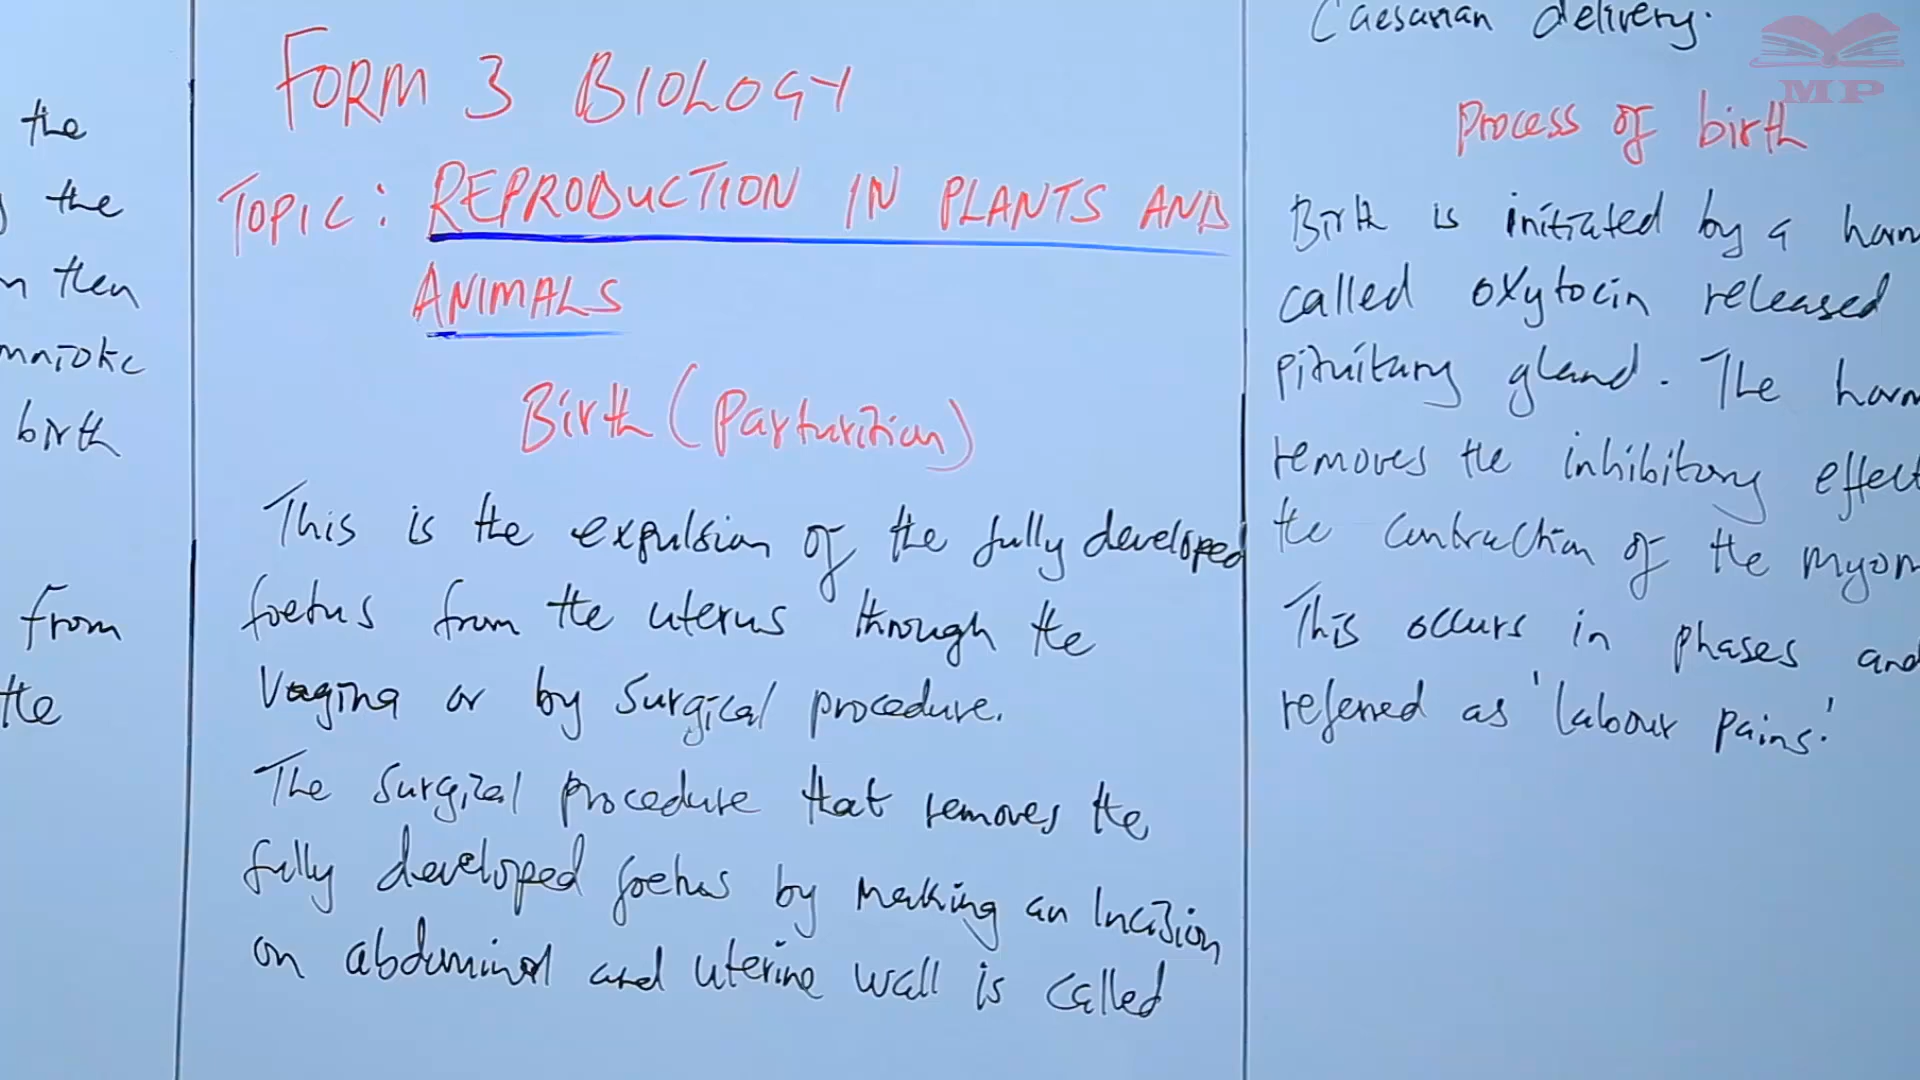 the
the
then
birth
from
the
FORM 3 BIOLOGY
TOPIC: REPRODUCTION IN PLANTS AND
ANIMALS
Birth (Parturition)
This is the expulsion of the fully developed
foetus from the uterus through the
Vagina or by Surgical procedure.
The Surgical procedure that removes the
fully developed foetus by making an Incision
on abdominal and uterine wall is called
Caesarian delivery.
MP
Process of birth
Birth is initiated by a horm
called oxytocin released
pituitary gland. The horm
removes the inhibitory effect
the contraction of the myom
This occurs in phases and
referred as 'labour pains.'